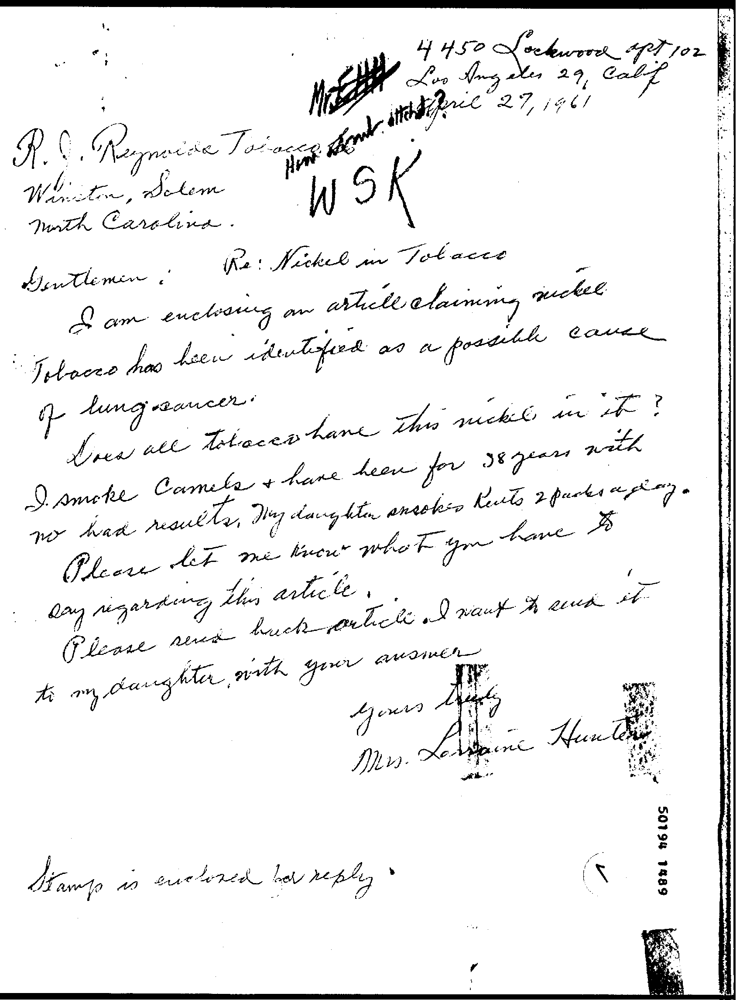 4450 Lockwood apt 102
Los Angeles 29, Calif
April 27, 1961
R. J. Reynolds Tobacco Co
Winston, Salem
North Carolina.
WSK
Gentlemen: Re: Nickel in Tobacco
I am enclosing an article claiming nickel
Tobacco has been identified as a possible cause
of lung cancer.
Does all tobacco have this nickel in it?
I smoke Camels & have been for 38 years with
no bad results. My daughter smokes Kents 2 packs a day.
Please let me know what you have to
say regarding this article.
Please send back article. I want to send it
to my daughter, with your answer
Yours truly
Mrs. Lorraine Hunter
Stamp is enclosed for reply.
50194 1489